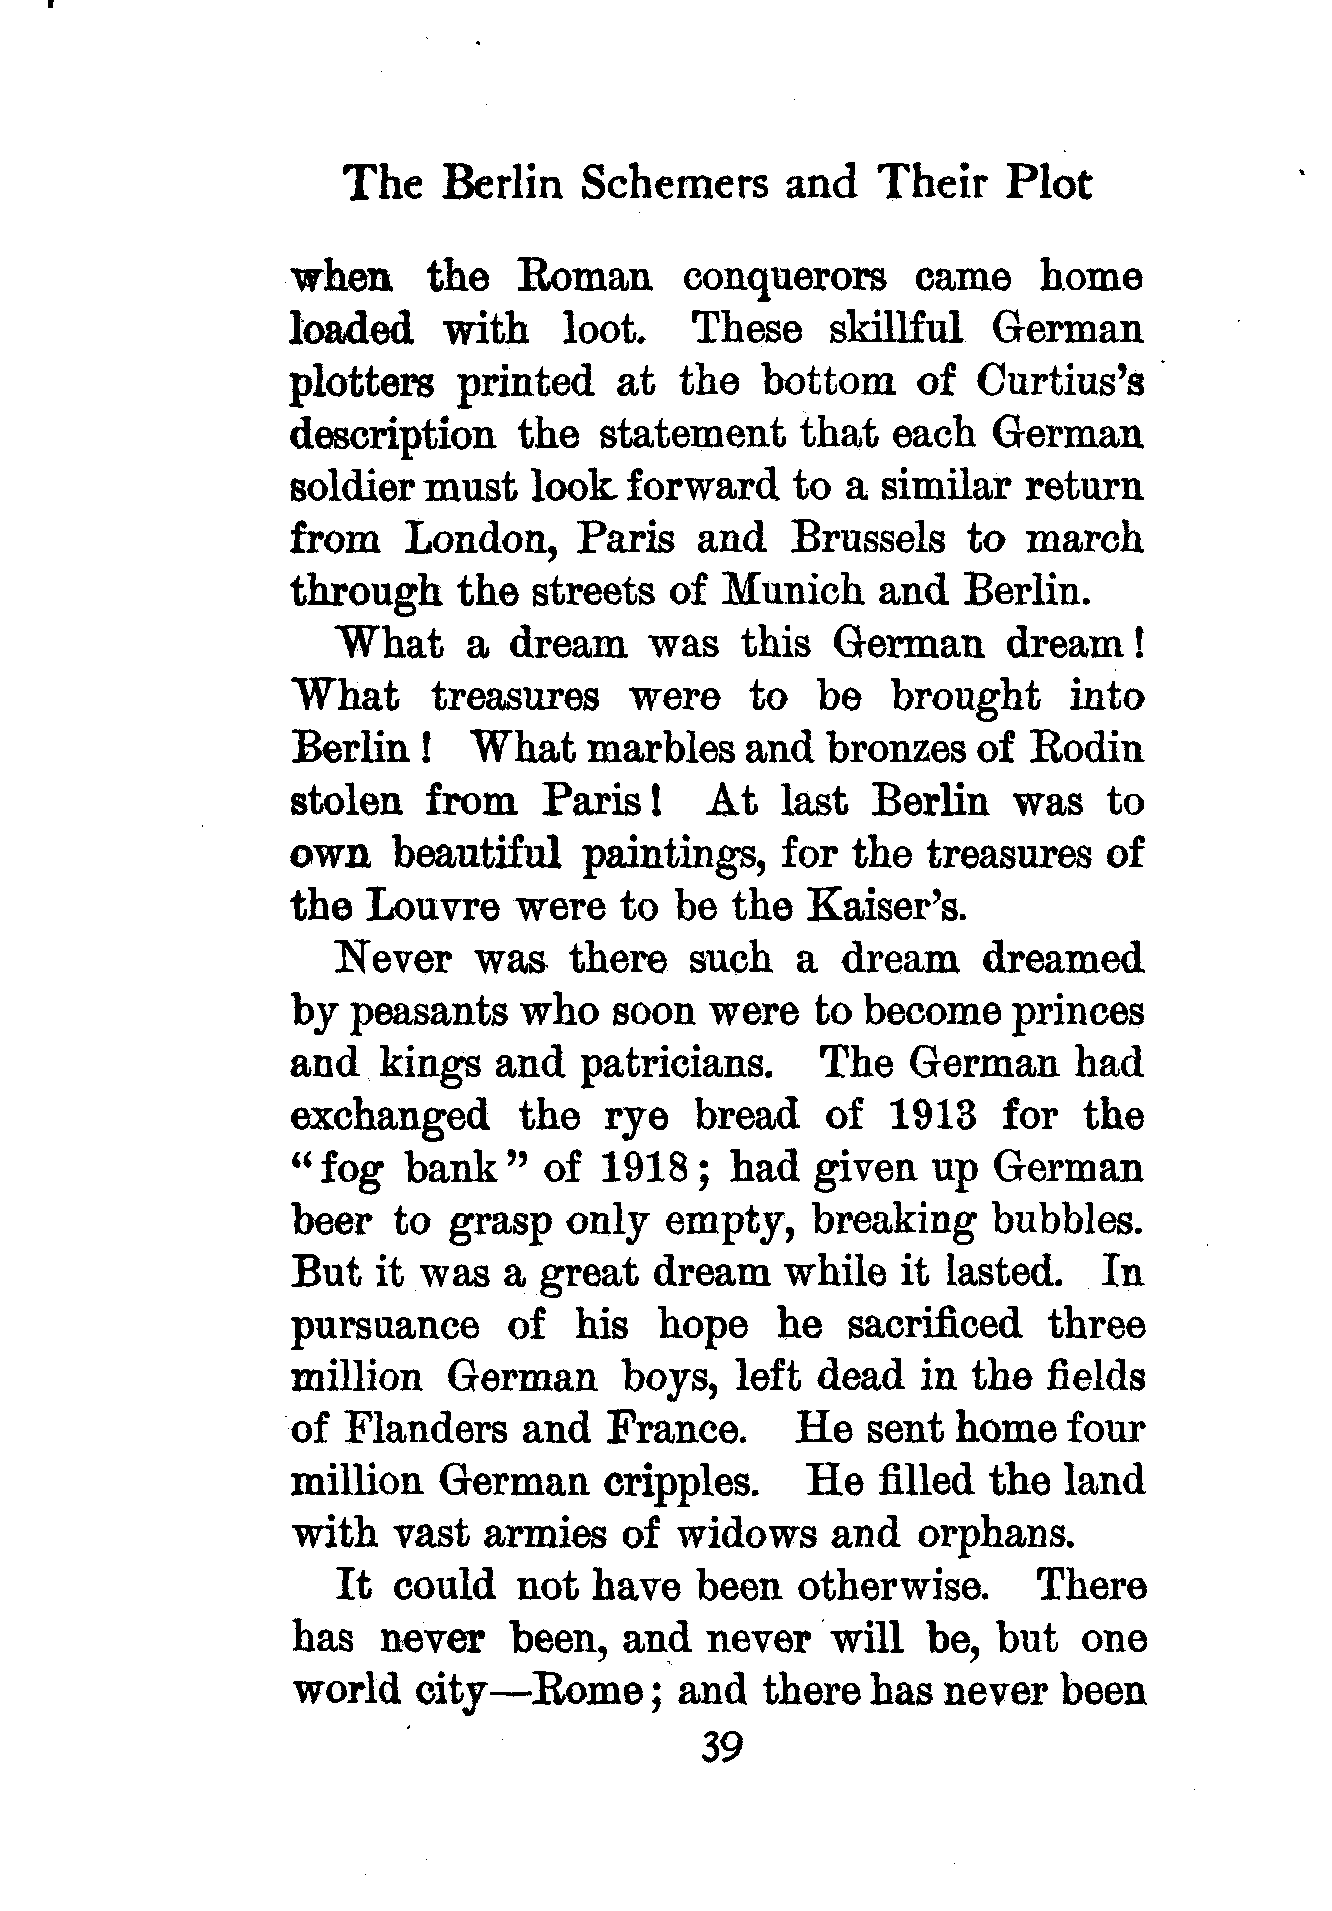 The Berlin Schemers and Their Plot
when the Roman conquerors came home
loaded with loot. These skillful German
plotters printed at the bottom of Curtius's
description the statement that each German
soldier must look forward to a similar return
from London, Paris and Brussels to march
through the streets of Munich and Berlin.
What a dream was this German dream!
What treasures were to be brought into
Berlin! What marbles and bronzes of Rodin
stolen from Paris! At last Berlin was to
own beautiful paintings, for the treasures of
the Louvre were to be the Kaiser's.
Never was there such a dream dreamed
by peasants who soon were to become princes
and kings and patricians. The German had
exchanged the rye bread of 1913 for the
"fog bank" of 1918; had given up German
beer to grasp only empty, breaking bubbles.
But it was a great dream while it lasted. In
pursuance of his hope he sacrificed three
million German boys, left dead in the fields
of Flanders and France. He sent home four
million German cripples. He filled the land
with vast armies of widows and orphans.
It could not have been otherwise. There
has never been, and never will be, but one
world city—Rome; and there has never been
39